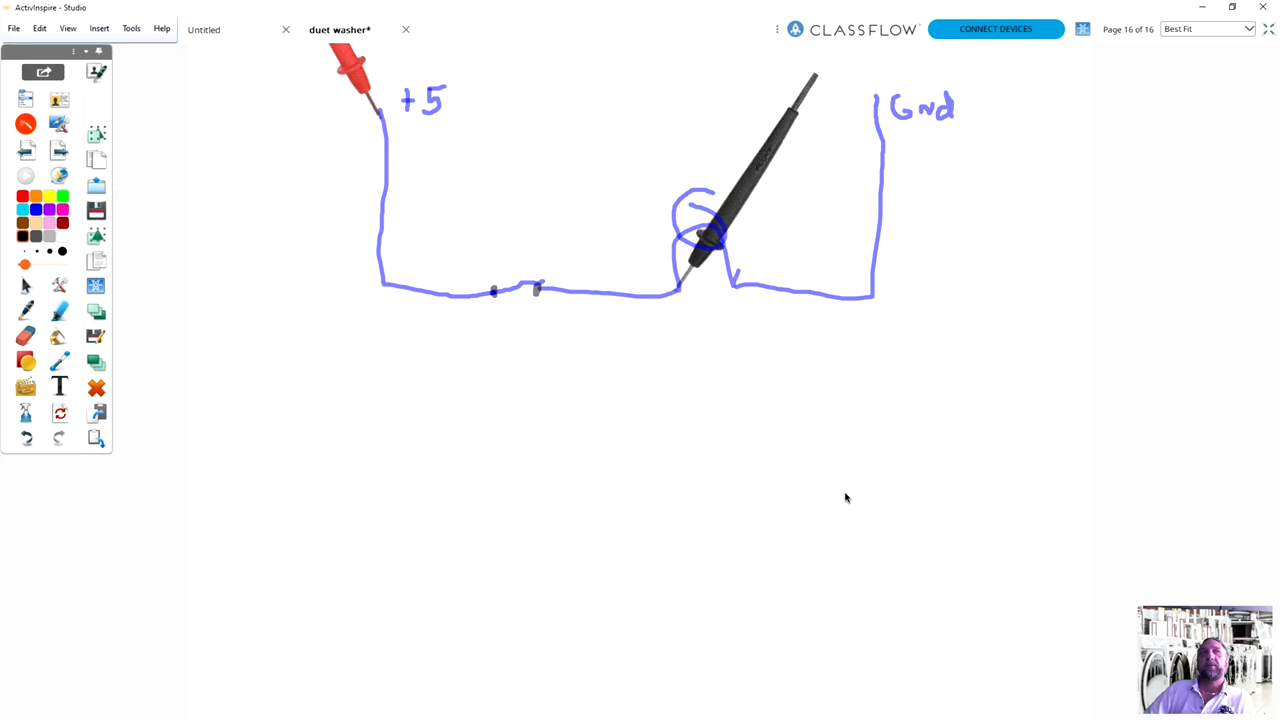 ActivInspire - Studio
File Edit View Insert Tools Help
Untitled
duet washer*
CLASSFLOW
CONNECT DEVICES
Page 16 of 16
Best Fit
+5
Gnd
T